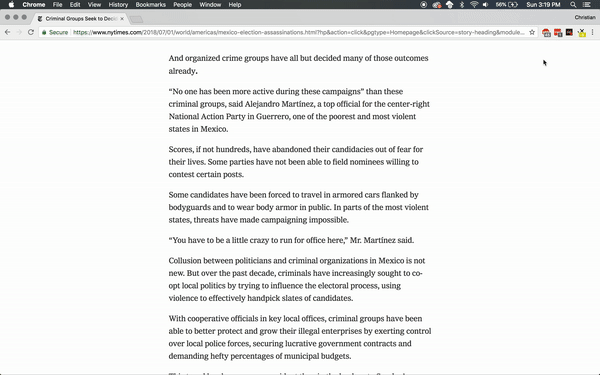 Chrome File Edit View History Bookmarks People Window Help 56% Sun 3:19 PM
Criminal Groups Seek to Decid
Christian
Secure https://www.nytimes.com/2018/07/01/world/americas/mexico-election-assassinations.html?hp&action=click&pgtype=Homepage&clickSource=story-heading&module...
And organized crime groups have all but decided many of those outcomes
already.
“No one has been more active during these campaigns” than these
criminal groups, said Alejandro Martínez, a top official for the center-right
National Action Party in Guerrero, one of the poorest and most violent
states in Mexico.
Scores, if not hundreds, have abandoned their candidacies out of fear for
their lives. Some parties have not been able to field nominees willing to
contest certain posts.
Some candidates have been forced to travel in armored cars flanked by
bodyguards and to wear body armor in public. In parts of the most violent
states, threats have made campaigning impossible.
“You have to be a little crazy to run for office here,” Mr. Martínez said.
Collusion between politicians and criminal organizations in Mexico is not
new. But over the past decade, criminals have increasingly sought to co-
opt local politics by trying to influence the electoral process, using
violence to effectively handpick slates of candidates.
With cooperative officials in key local offices, criminal groups have been
able to better protect and grow their illegal enterprises by exerting control
over local police forces, securing lucrative government contracts and
demanding hefty percentages of municipal budgets.